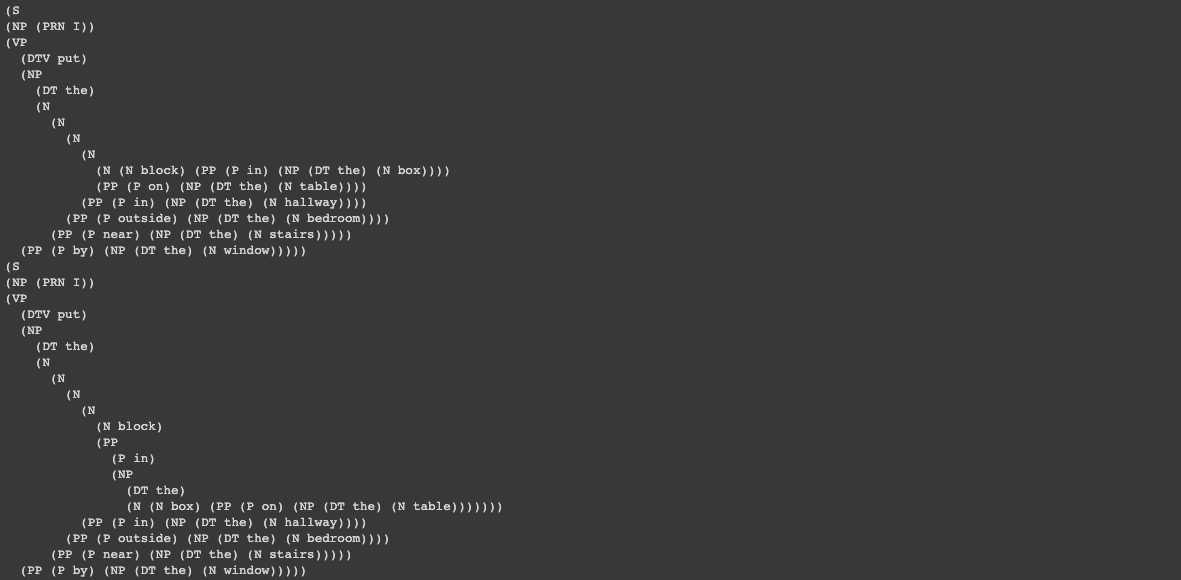 (S
(NP (PRN I))
(VP
  (DTV put)
  (NP
    (DT the)
    (N
      (N
        (N
          (N
            (N (N block) (PP (P in) (NP (DT the) (N box))))
            (PP (P on) (NP (DT the) (N table))))
          (PP (P in) (NP (DT the) (N hallway))))
        (PP (P outside) (NP (DT the) (N bedroom))))
      (PP (P near) (NP (DT the) (N stairs)))))
  (PP (P by) (NP (DT the) (N window)))))
(S
(NP (PRN I))
(VP
  (DTV put)
  (NP
    (DT the)
    (N
      (N
        (N
          (N
            (N block)
            (PP
              (P in)
              (NP
                (DT the)
                (N (N box) (PP (P on) (NP (DT the) (N table)))))))
          (PP (P in) (NP (DT the) (N hallway))))
        (PP (P outside) (NP (DT the) (N bedroom))))
      (PP (P near) (NP (DT the) (N stairs)))))
  (PP (P by) (NP (DT the) (N window)))))